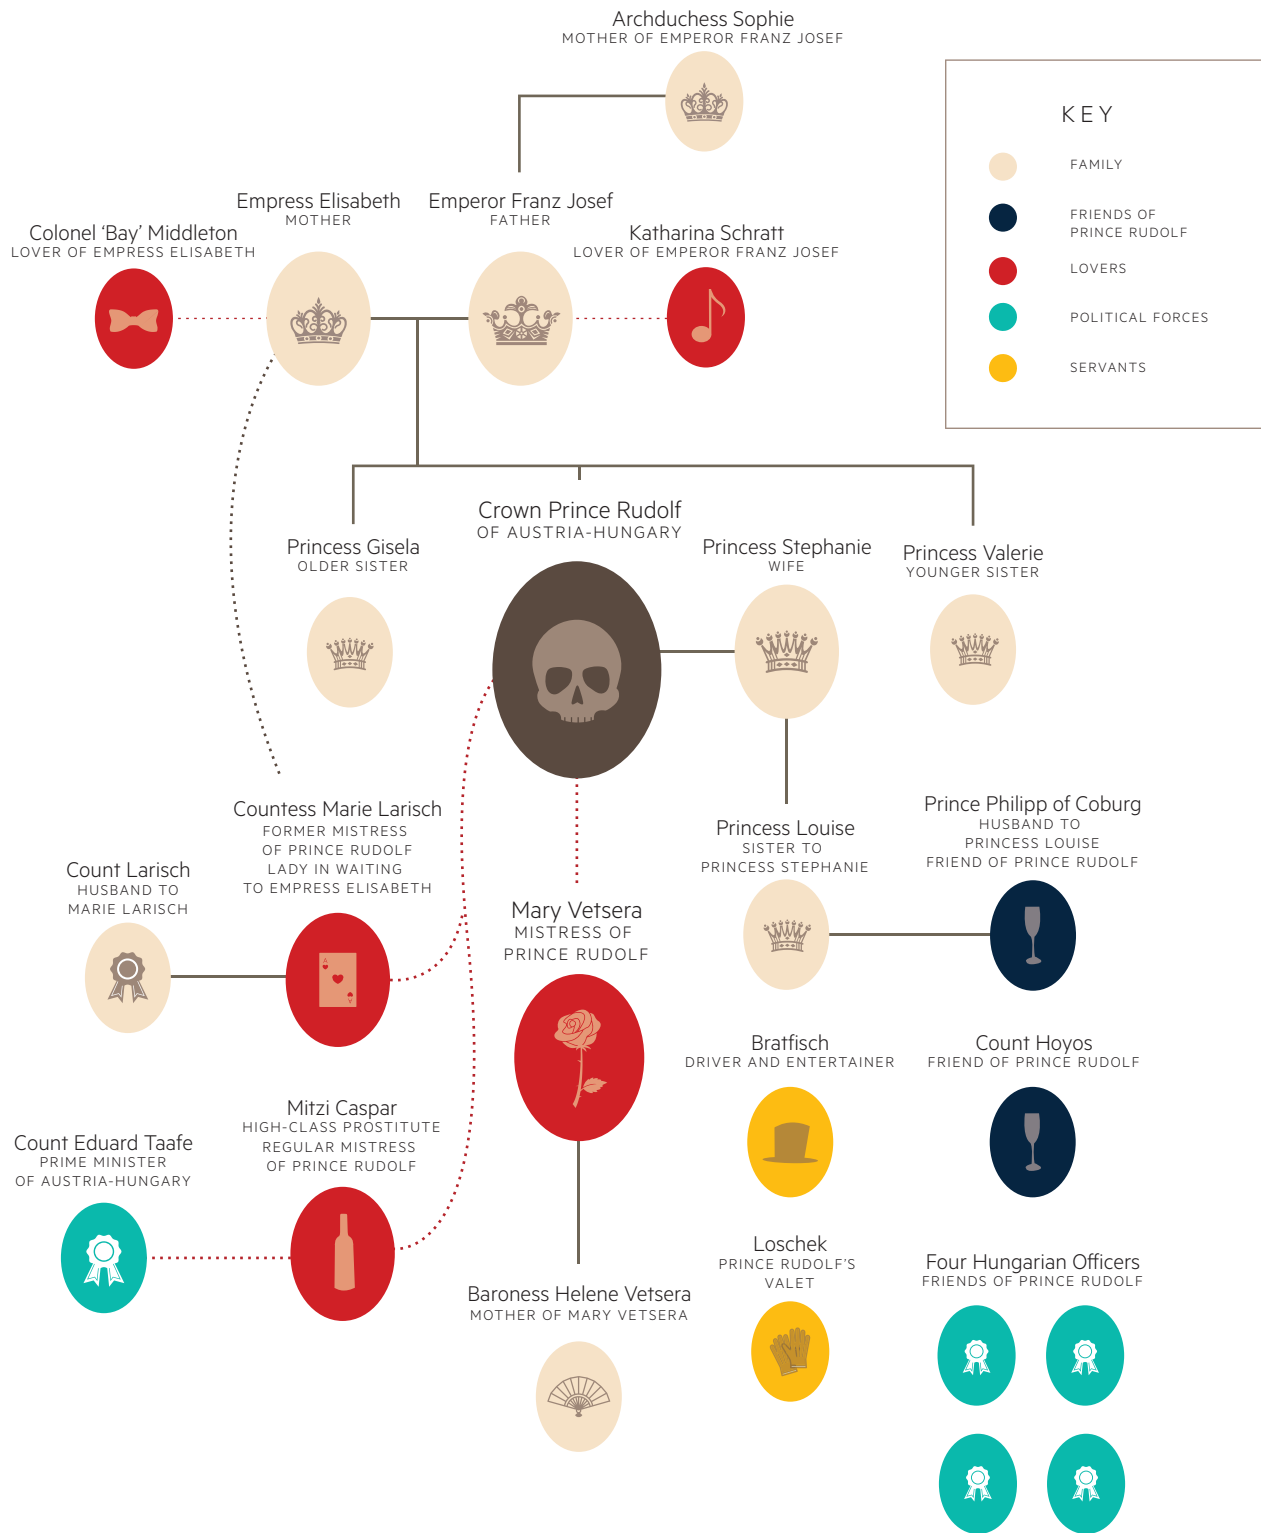 Archduchess Sophie
MOTHER OF EMPEROR FRANZ JOSEF
KEY
FAMILY
FRIENDS OF
PRINCE RUDOLF
LOVERS
POLITICAL FORCES
SERVANTS
Empress Elisabeth
MOTHER
Emperor Franz Josef
FATHER
Colonel ‘Bay’ Middleton
LOVER OF EMPRESS ELISABETH
Katharina Schratt
LOVER OF EMPEROR FRANZ JOSEF
Crown Prince Rudolf
OF AUSTRIA-HUNGARY
Princess Gisela
OLDER SISTER
Princess Stephanie
WIFE
Princess Valerie
YOUNGER SISTER
Countess Marie Larisch
FORMER MISTRESS
OF PRINCE RUDOLF
LADY IN WAITING
TO EMPRESS ELISABETH
Count Larisch
HUSBAND TO
MARIE LARISCH
A
A
Mary Vetsera
MISTRESS OF
PRINCE RUDOLF
Princess Louise
SISTER TO
PRINCESS STEPHANIE
Prince Philipp of Coburg
HUSBAND TO
PRINCESS LOUISE
FRIEND OF PRINCE RUDOLF
Bratfisch
DRIVER AND ENTERTAINER
Count Hoyos
FRIEND OF PRINCE RUDOLF
Mitzi Caspar
HIGH-CLASS PROSTITUTE
REGULAR MISTRESS
OF PRINCE RUDOLF
Count Eduard Taafe
PRIME MINISTER
OF AUSTRIA-HUNGARY
Loschek
PRINCE RUDOLF’S
VALET
Four Hungarian Officers
FRIENDS OF PRINCE RUDOLF
Baroness Helene Vetsera
MOTHER OF MARY VETSERA